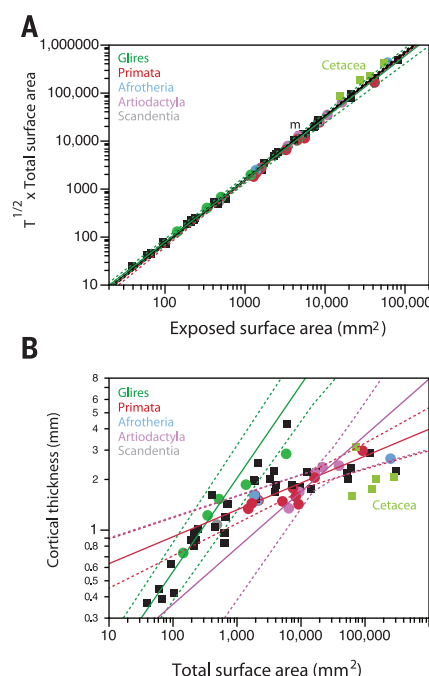 A
1,000,000
Glires
Primata
Afrotheria
Artiodactyla
Scandentia
Cetacea
100,000
m
10,000
1000
100
10
T 1/2 x Total surface area
100 1000 10,000 100,000
Exposed surface area (mm2)
B
8
6
5
4
3
2
1
0,8
0,6
0,5
0,4
0,3
Glires
Primata
Afrotheria
Artiodactyla
Scandentia
Cetacea
Cortical thickness (mm)
10 100 1,000 10,000 100,000
Total surface area (mm2)